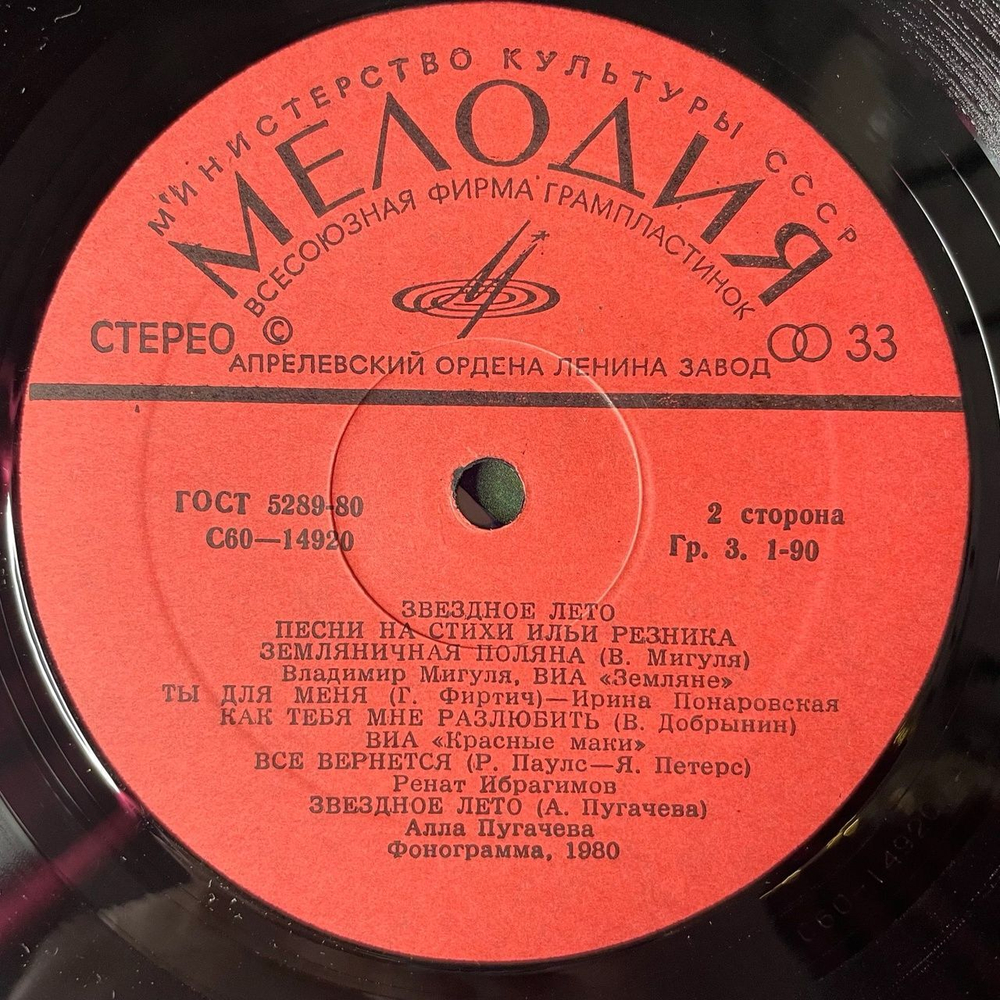 МИНИСТЕРСТВО КУЛЬТУРЫ СССР
МЕЛОДИЯ
ВСЕСОЮЗНАЯ ФИРМА ГРАМПЛАСТИНОК
СТЕРЕО © 33
АПРЕЛЕВСКИЙ ОРДЕНА ЛЕНИНА ЗАВОД
ГОСТ 5289-80
С60—14920
2 сторона
Гр. 3. 1-90
ЗВЕЗДНОЕ ЛЕТО
ПЕСНИ НА СТИХИ ИЛЬИ РЕЗНИКА
ЗЕМЛЯНИЧНАЯ ПОЛЯНА (В. Мигуля)
Владимир Мигуля, ВИА «Земляне»
ТЫ ДЛЯ МЕНЯ (Г. Фиртич)—Ирина Понаровская
КАК ТЕБЯ МНЕ РАЗЛЮБИТЬ (В. Добрынин)
ВИА «Красные маки»
ВСЕ ВЕРНЕТСЯ (Р. Паулс—Я. Петерс)
Ренат Ибрагимов
ЗВЕЗДНОЕ ЛЕТО (А. Пугачева)
Алла Пугачева
Фонограмма, 1980
С60-14920